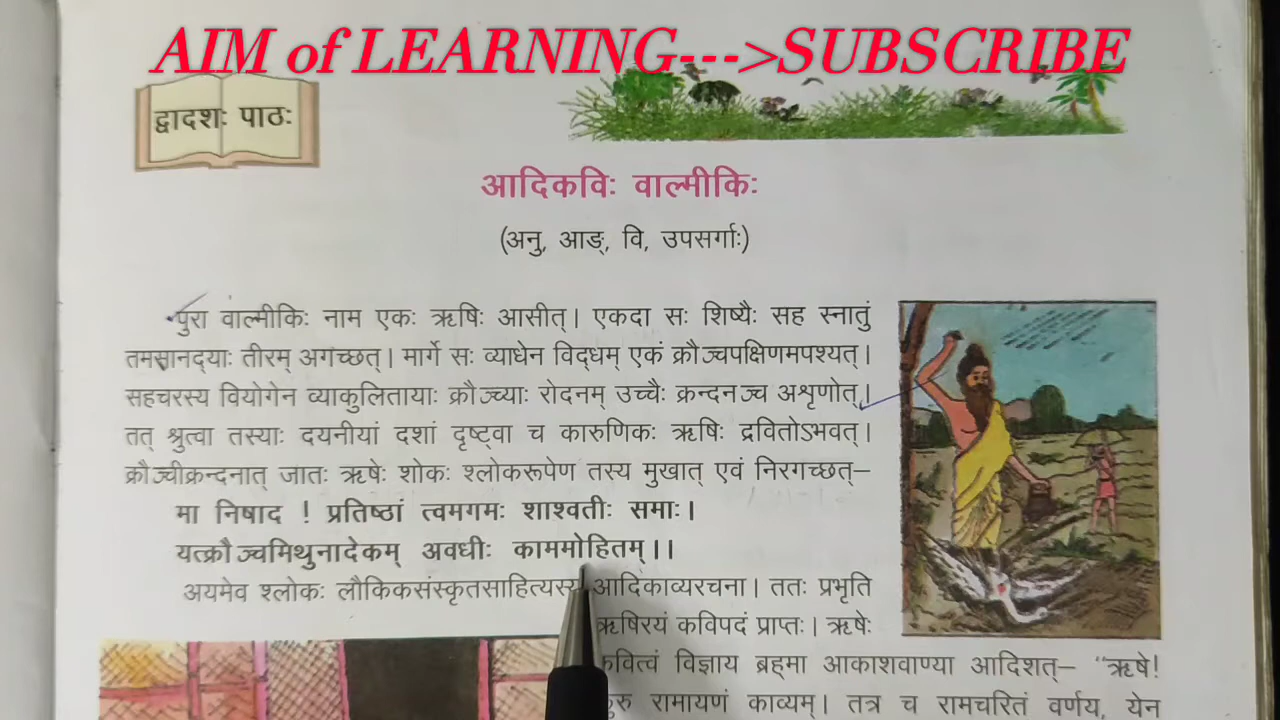 AIM of LEARNING--->SUBSCRIBE
द्वादशः पाठः
आदिकविः वाल्मीकिः
(अनु, आङ्, वि, उपसर्गाः)
पुरा वाल्मीकिः नाम एकः ऋषिः आसीत्। एकदा सः शिष्यैः सह स्नातुं
तमसानद्याः तीरम् अगच्छत्। मार्गे सः व्याधेन विद्धम् एकं क्रौञ्चपक्षिणमपश्यत्।
सहचरस्य वियोगेन व्याकुलितायाः क्रौञ्च्याः रोदनम् उच्चैः क्रन्दनञ्च अशृणोत्।
तत् श्रुत्वा तस्याः दयनीयां दशां दृष्ट्वा च कारुणिकः ऋषिः द्रवितोऽभवत्।
क्रौञ्चीक्रन्दनात् जातः ऋषेः शोकः श्लोकरूपेण तस्य मुखात् एवं निरगच्छत्–
मा निषाद ! प्रतिष्ठां त्वमगमः शाश्वतीः समाः।
यत्क्रौञ्चमिथुनादेकम् अवधीः काममोहितम्।।
अयमेव श्लोकः लौकिकसंस्कृतसाहित्यस्य आदिकाव्यरचना। ततः प्रभृति
ऋषिरयं कविपदं प्राप्तः। ऋषेः
कवित्वं विज्ञाय ब्रह्मा आकाशवाण्या आदिशत्– “ऋषे!
कुरु रामायणं काव्यम्। तत्र च रामचरितं वर्णय, येन